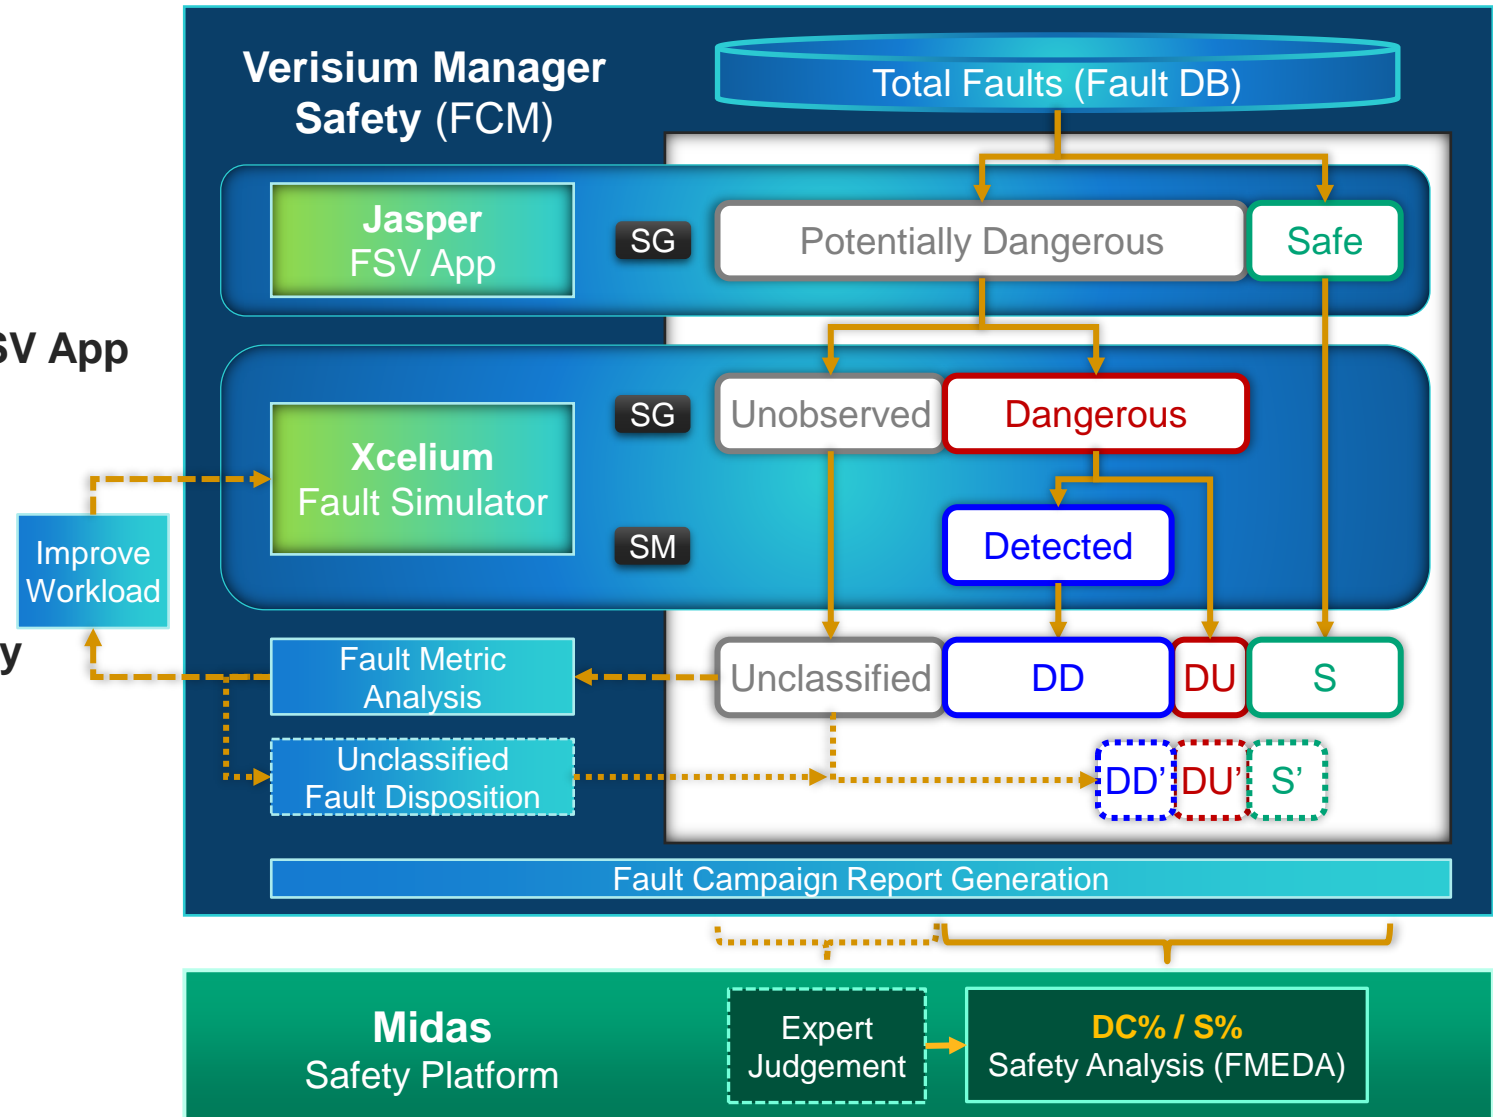 Verisium Manager
Safety (FCM)
Total Faults (Fault DB)
Jasper
FSV App
SG
Potentially Dangerous
Safe
SV App
Xcelium
Fault Simulator
SG
Unobserved
Dangerous
SM
Detected
Improve
Workload
y
Fault Metric
Analysis
Unclassified
DD
DU
S
Unclassified
Fault Disposition
DD’
DU’
S’
Fault Campaign Report Generation
Midas
Safety Platform
Expert
Judgement
DC% / S%
Safety Analysis (FMEDA)